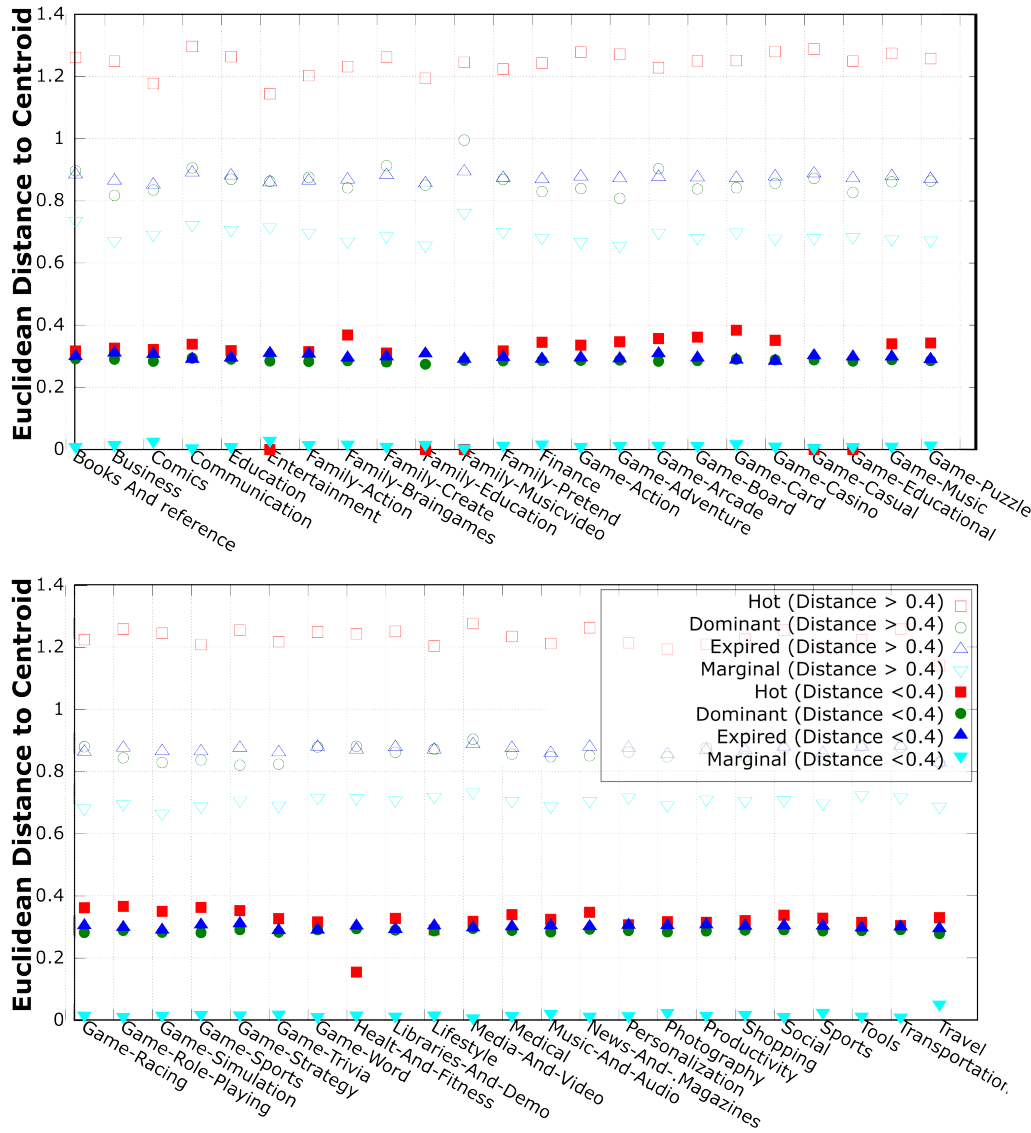 Euclidean Distance to Centroid
1.4
1.2
1
0.8
0.6
0.4
0.2
0
Books And reference
Business
Comics
Communication
Education
Entertainment
Family-Action
Family-Braingames
Family-Create
Family-Education
Family-Musicvideo
Family-Pretend
Finance
Game-Action
Game-Adventure
Game-Arcade
Game-Board
Game-Card
Game-Casino
Game-Casual
Game-Educational
Game-Music
Game-Puzzle
Euclidean Distance to Centroid
1.4
1.2
1
0.8
0.6
0.4
0.2
0
Hot (Distance > 0.4)
Dominant (Distance > 0.4)
Expired (Distance > 0.4)
Marginal (Distance > 0.4)
Hot (Distance <0.4)
Dominant (Distance <0.4)
Expired (Distance <0.4)
Marginal (Distance <0.4)
Game-Racing
Game-Role-Playing
Game-Simulation
Game-Sports
Game-Strategy
Game-Trivia
Game-Word
Healt-And-Fitness
Libraries-And-Demo
Lifestyle
Media-And-Video
Medical
Music-And-Audio
News-And-.Magazines
Personalization
Photography
Productivity
Shopping
Social
Sports
Tools
Transportation
Travel